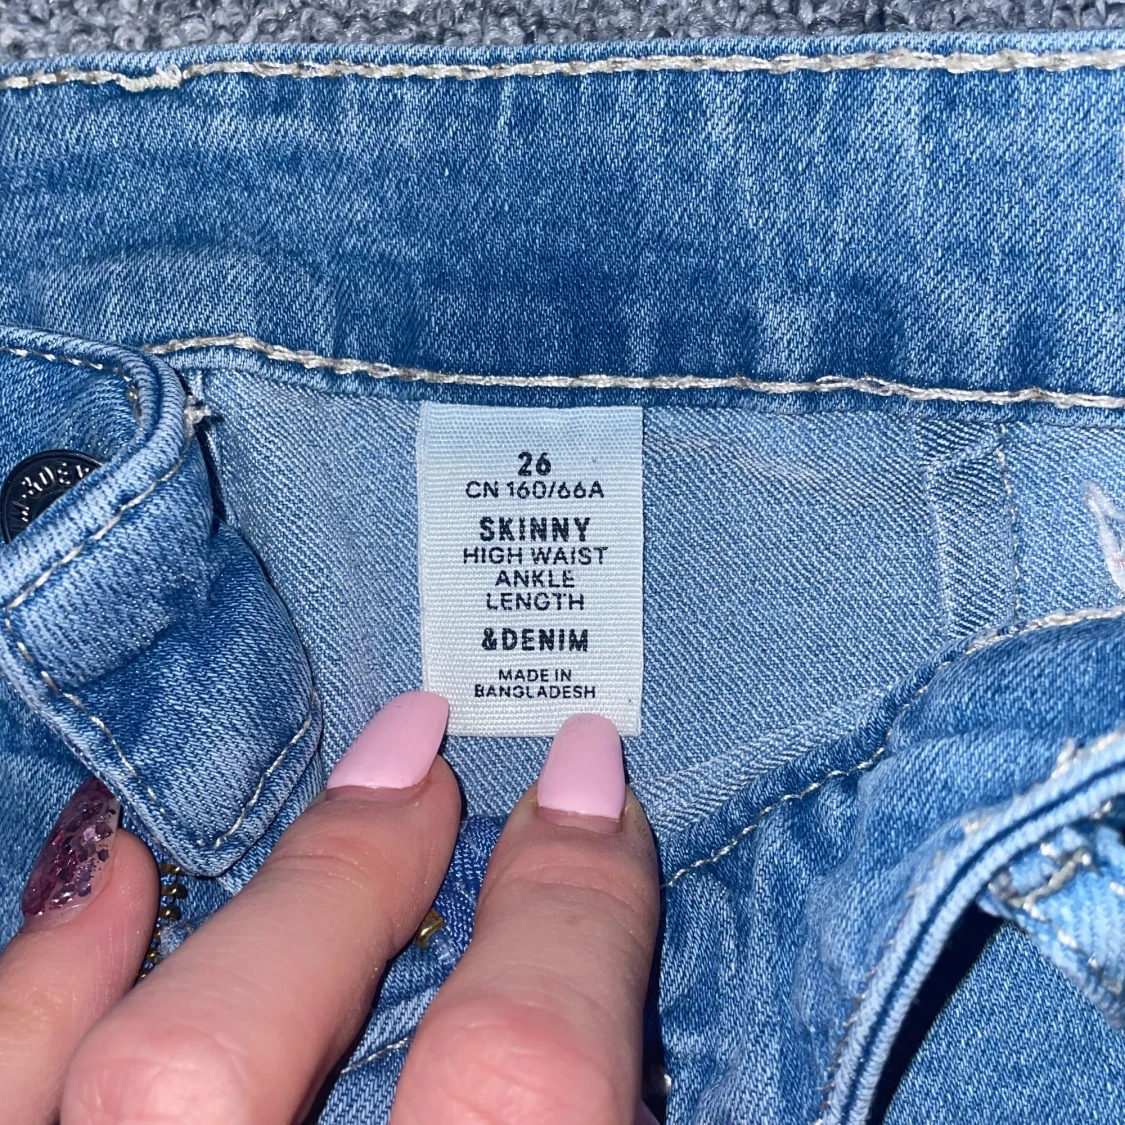 26
CN 160/66A
SKINNY
HIGH WAIST
ANKLE
LENGTH
&DENIM
MADE IN
BANGLADESH